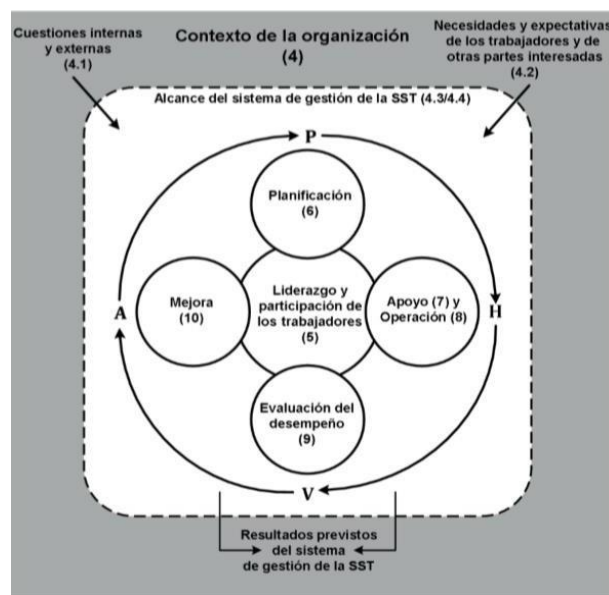 Cuestiones internas
y externas
(4.1)
Contexto de la organización
(4)
Necesidades y expectativas
de los trabajadores y de
otras partes interesadas
(4.2)
Alcance del sistema de gestión de la SST (4.3/4.4)
P
Planificación
(6)
A
Mejora
(10)
Liderazgo y
participación de
los trabajadores
(5)
Apoyo (7) y
Operación (8)
H
Evaluación del
desempeño
(9)
V
Resultados previstos
del sistema
de gestión de la SST